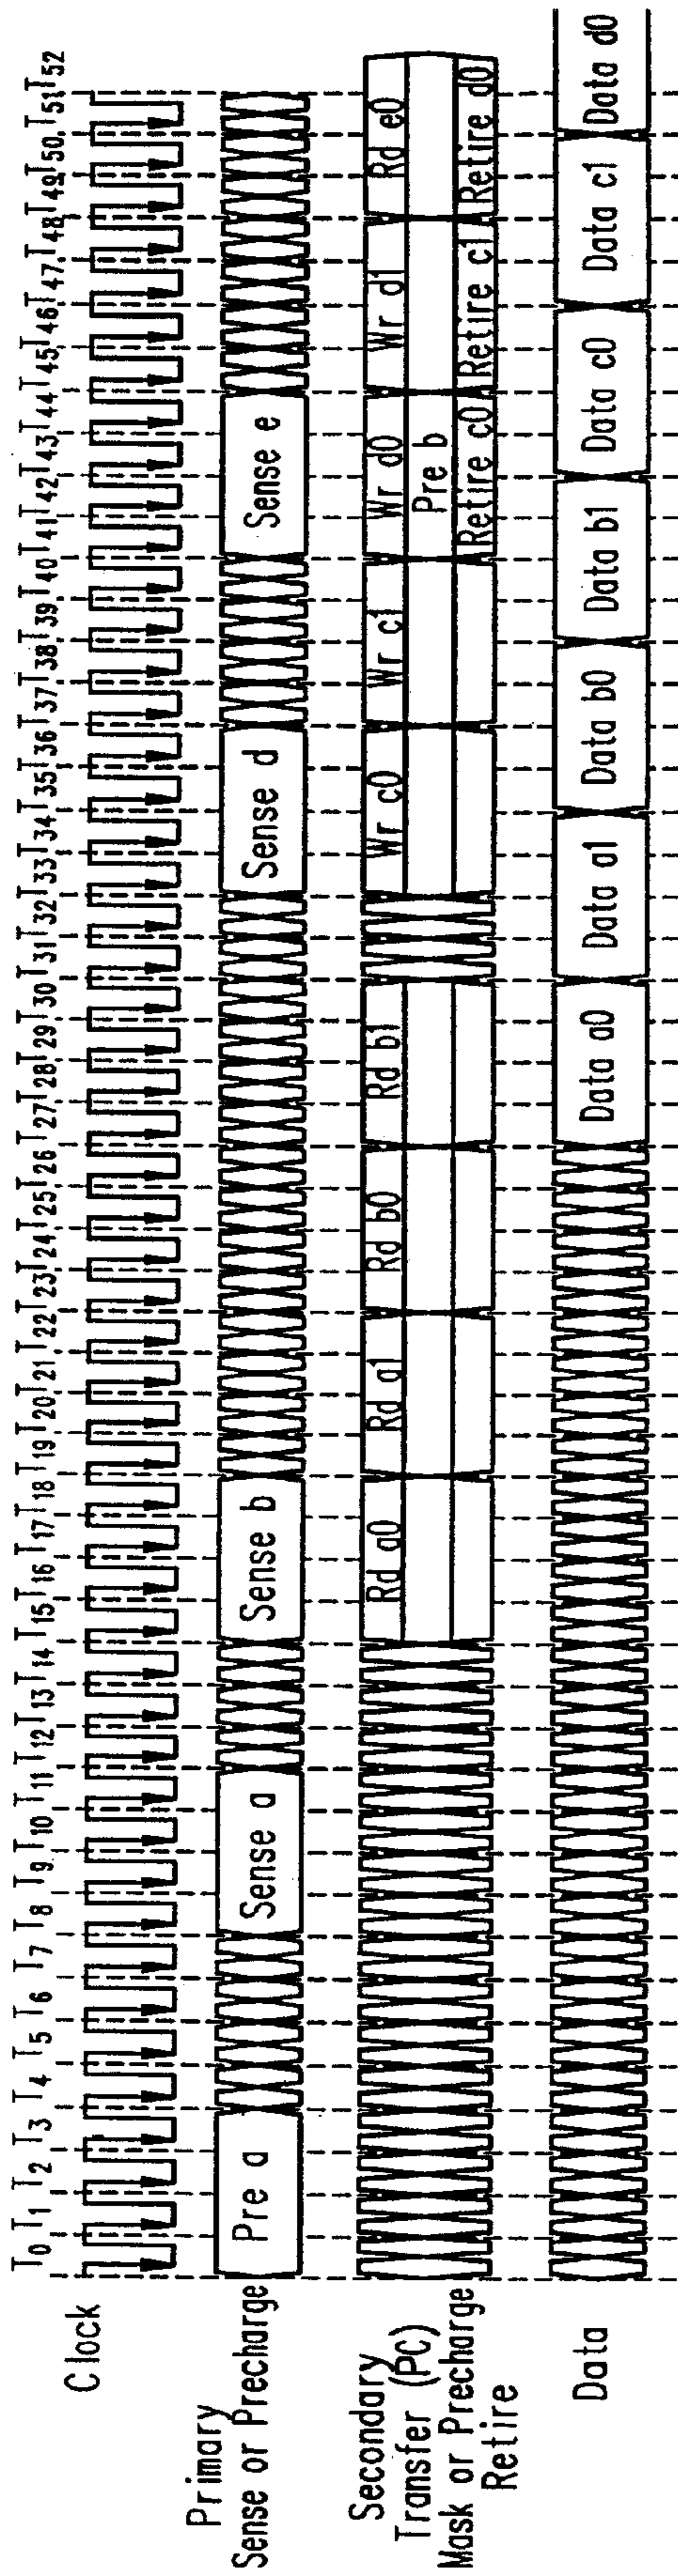 T0 T1 T2 T3 T4 T5 T6 T7 T8 T9 T10 T11 T12 T13 T14 T15 T16 T17 T18 T19 T20 T21 T22 T23 T24 T25 T26 T27 T28 T29 T30 T31 T32 T33 T34 T35 T36 T37 T38 T39 T40 T41 T42 T43 T44 T45 T46 T47 T48 T49 T50 T51 T52
Clock
Primary
Sense or Precharge
Pre a Sense a Sense b Sense d Sense e
Secondary
Transfer (PC)
Rd a0 Rd a1 Rd b0 Rd b1 Wr c0 Wr c1 Wr d0 Wr d1 Rd e0
Mask or Precharge
Pre b
Retire
Retire c0 Retire c1 Retire d0
Data
Data a0 Data a1 Data b0 Data b1 Data c0 Data c1 Data d0